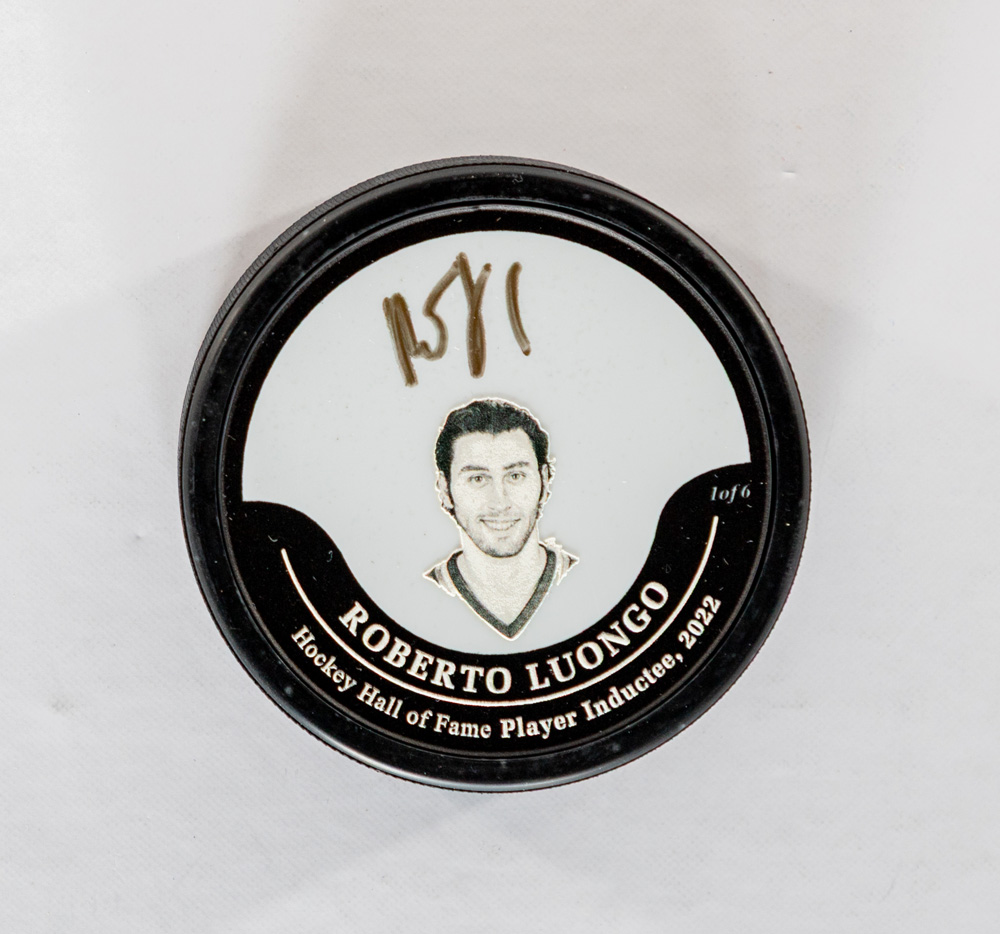 1of6
ROBERTO LUONGO
Hockey Hall of Fame Player Inductee, 2022